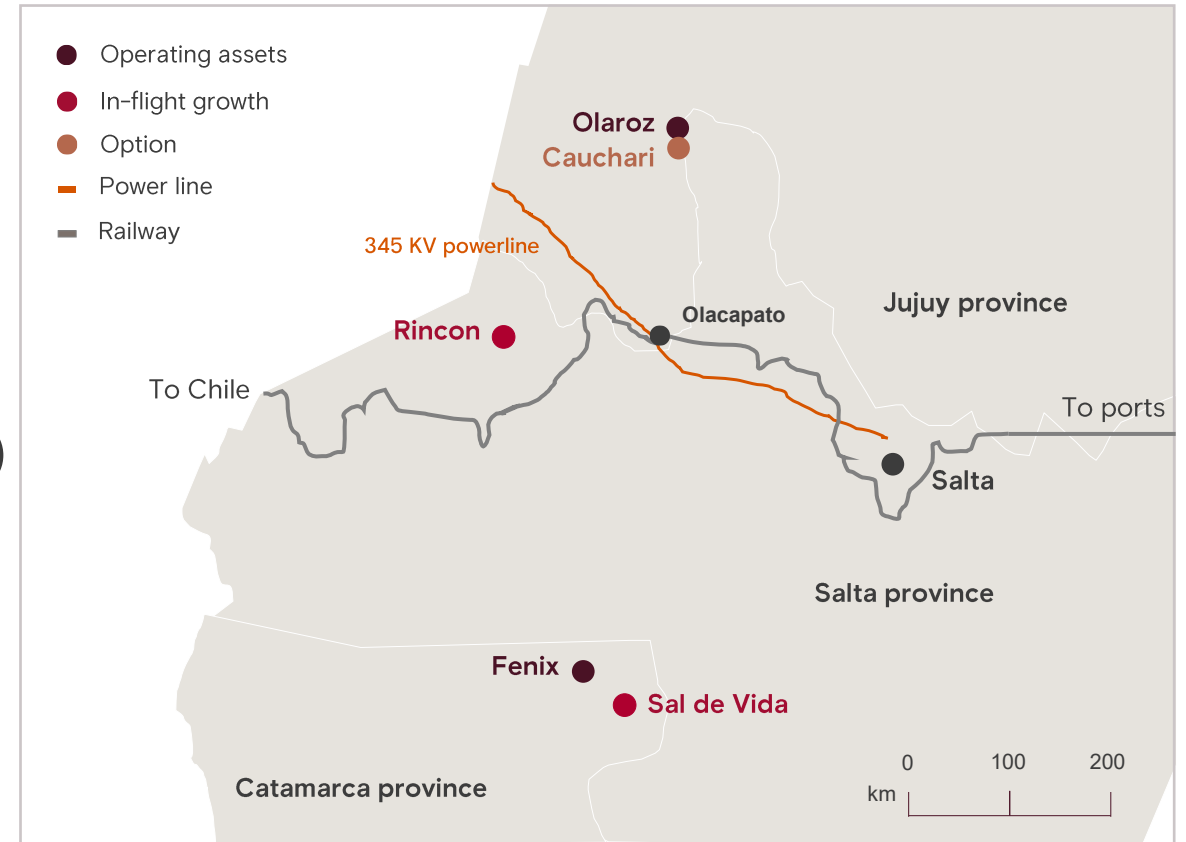 Operating assets
In-flight growth
Option
Power line
Railway
Olaroz
Cauchari
345 KV powerline
Olacapato
Jujuy province
Rincon
To Chile
To ports
Salta
Salta province
Fenix
Sal de Vida
Catamarca province
0 100 200
km